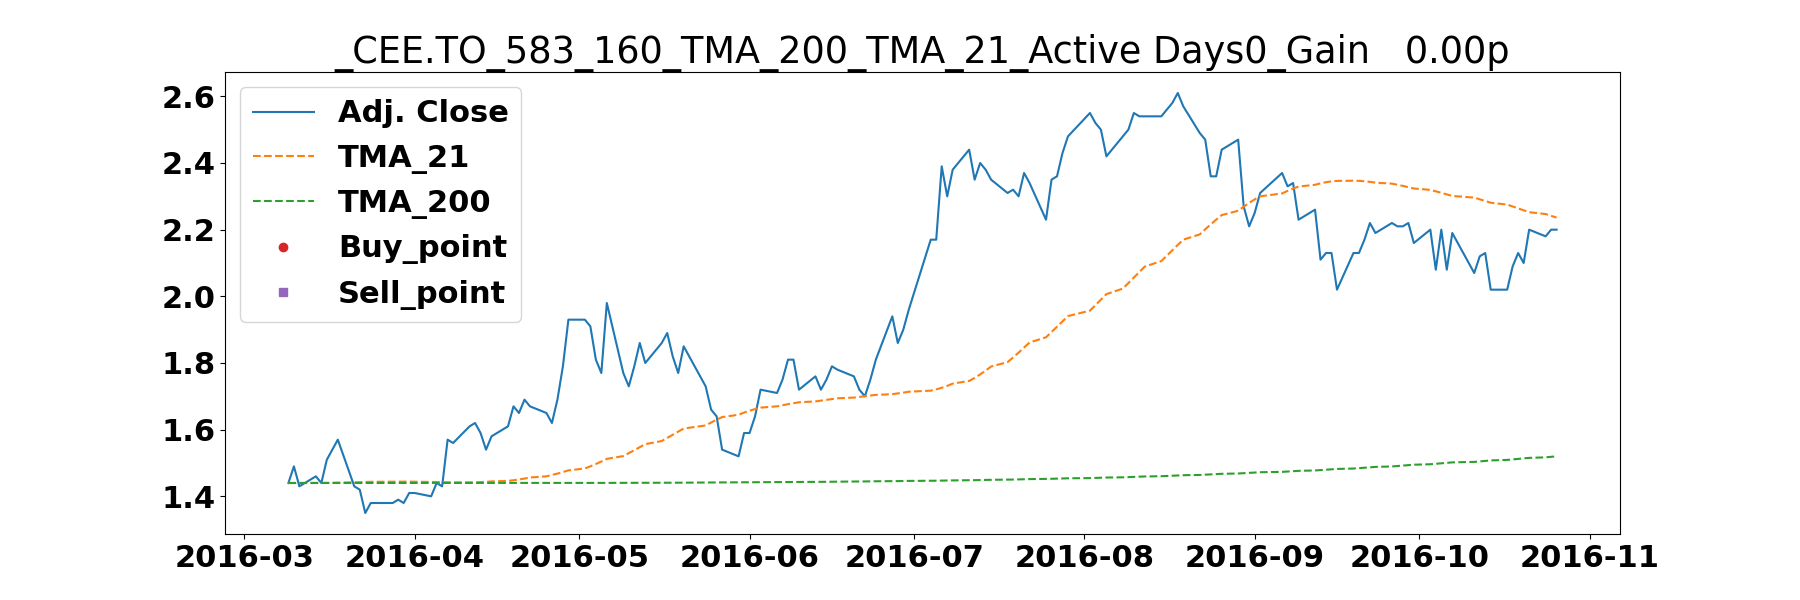 _CEE.TO_583_160_TMA_200_TMA_21_Active Days0_Gain   0.00p
Adj. Close
TMA_21
TMA_200
Buy_point
Sell_point
2.6
2.4
2.2
2.0
1.8
1.6
1.4
2016-03 2016-04 2016-05 2016-06 2016-07 2016-08 2016-09 2016-10 2016-11